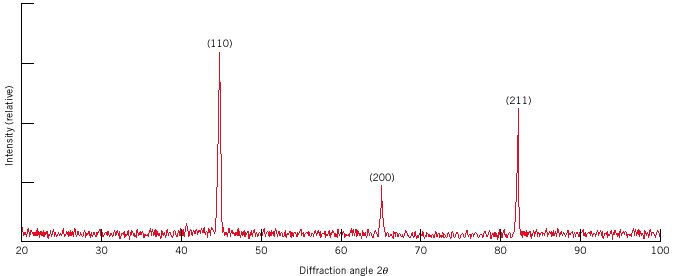 (110)
(211)
(200)
Intensity (relative)
20 30 40 50 60 70 80 90 100
Diffraction angle 2θ